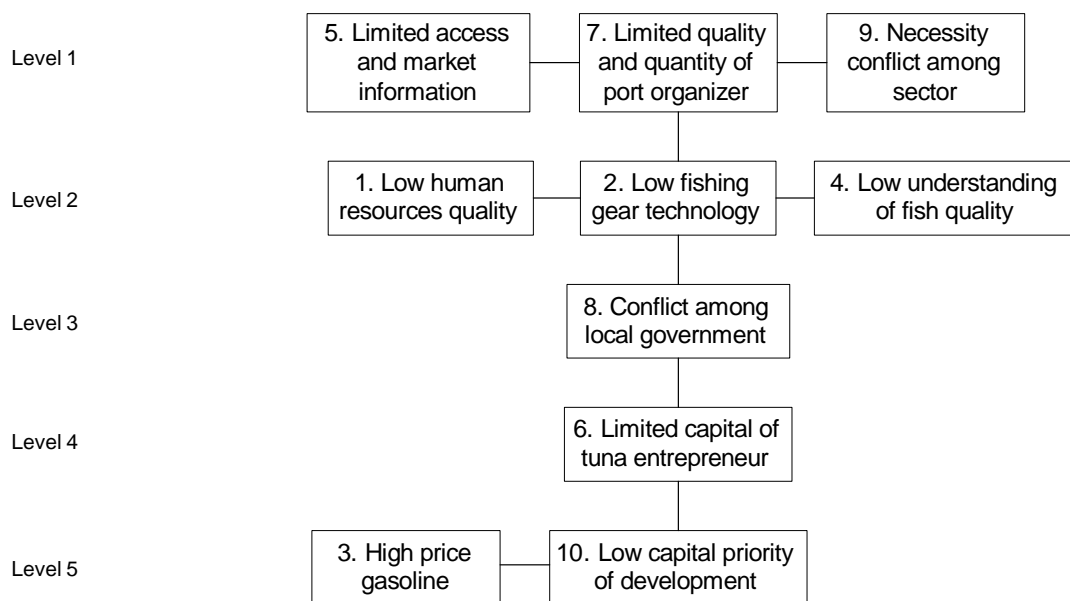 Level 1
5. Limited access
and market
information
7. Limited quality
and quantity of
port organizer
9. Necessity
conflict among
sector
Level 2
1. Low human
resources quality
2. Low fishing
gear technology
4. Low understanding
of fish quality
Level 3
8. Conflict among
local government
Level 4
6. Limited capital of
tuna entrepreneur
Level 5
3. High price
gasoline
10. Low capital priority
of development